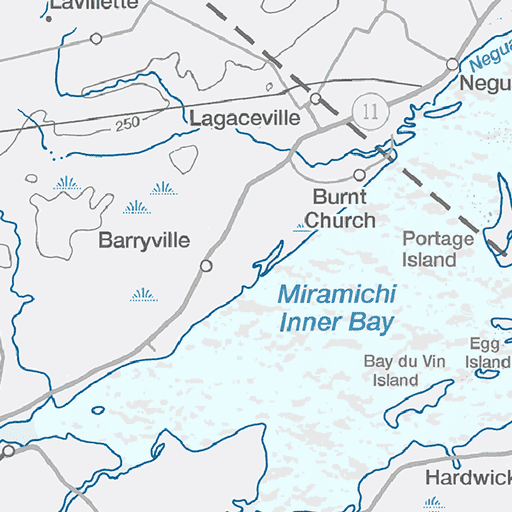 Lavillette
Negua
Negu
11
Lagaceville
250
Burnt
Church
Portage
Island
Barryville
Miramichi
Inner Bay
Egg
Island
Bay du Vin
Island
Hardwick